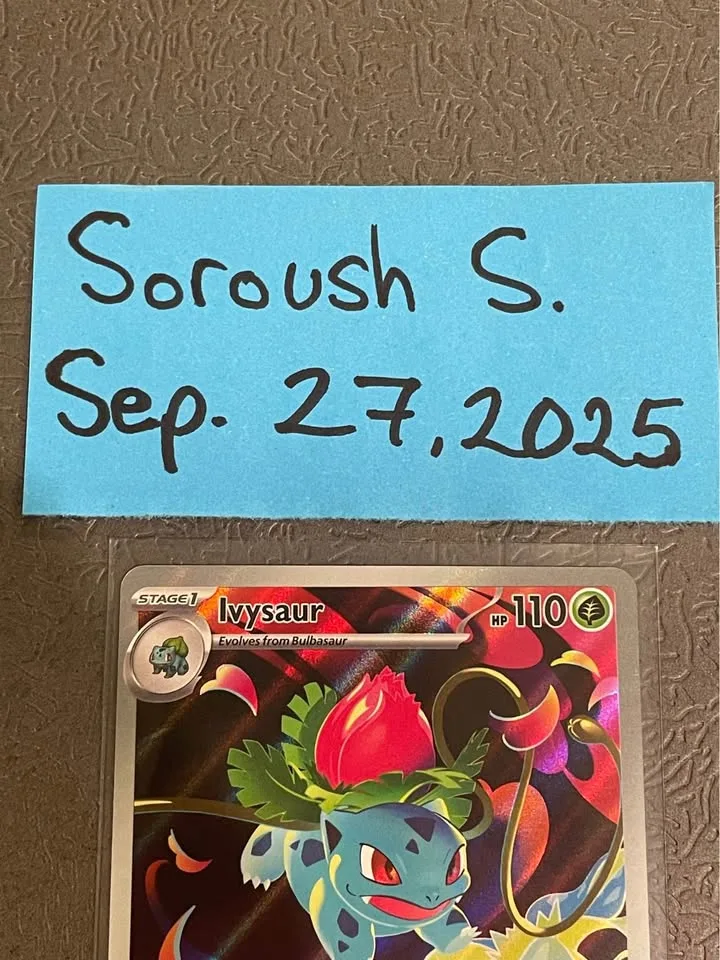 Soroush S.
Sep. 27, 2025
STAGE1 Ivysaur HP 110
Evolves from Bulbasaur